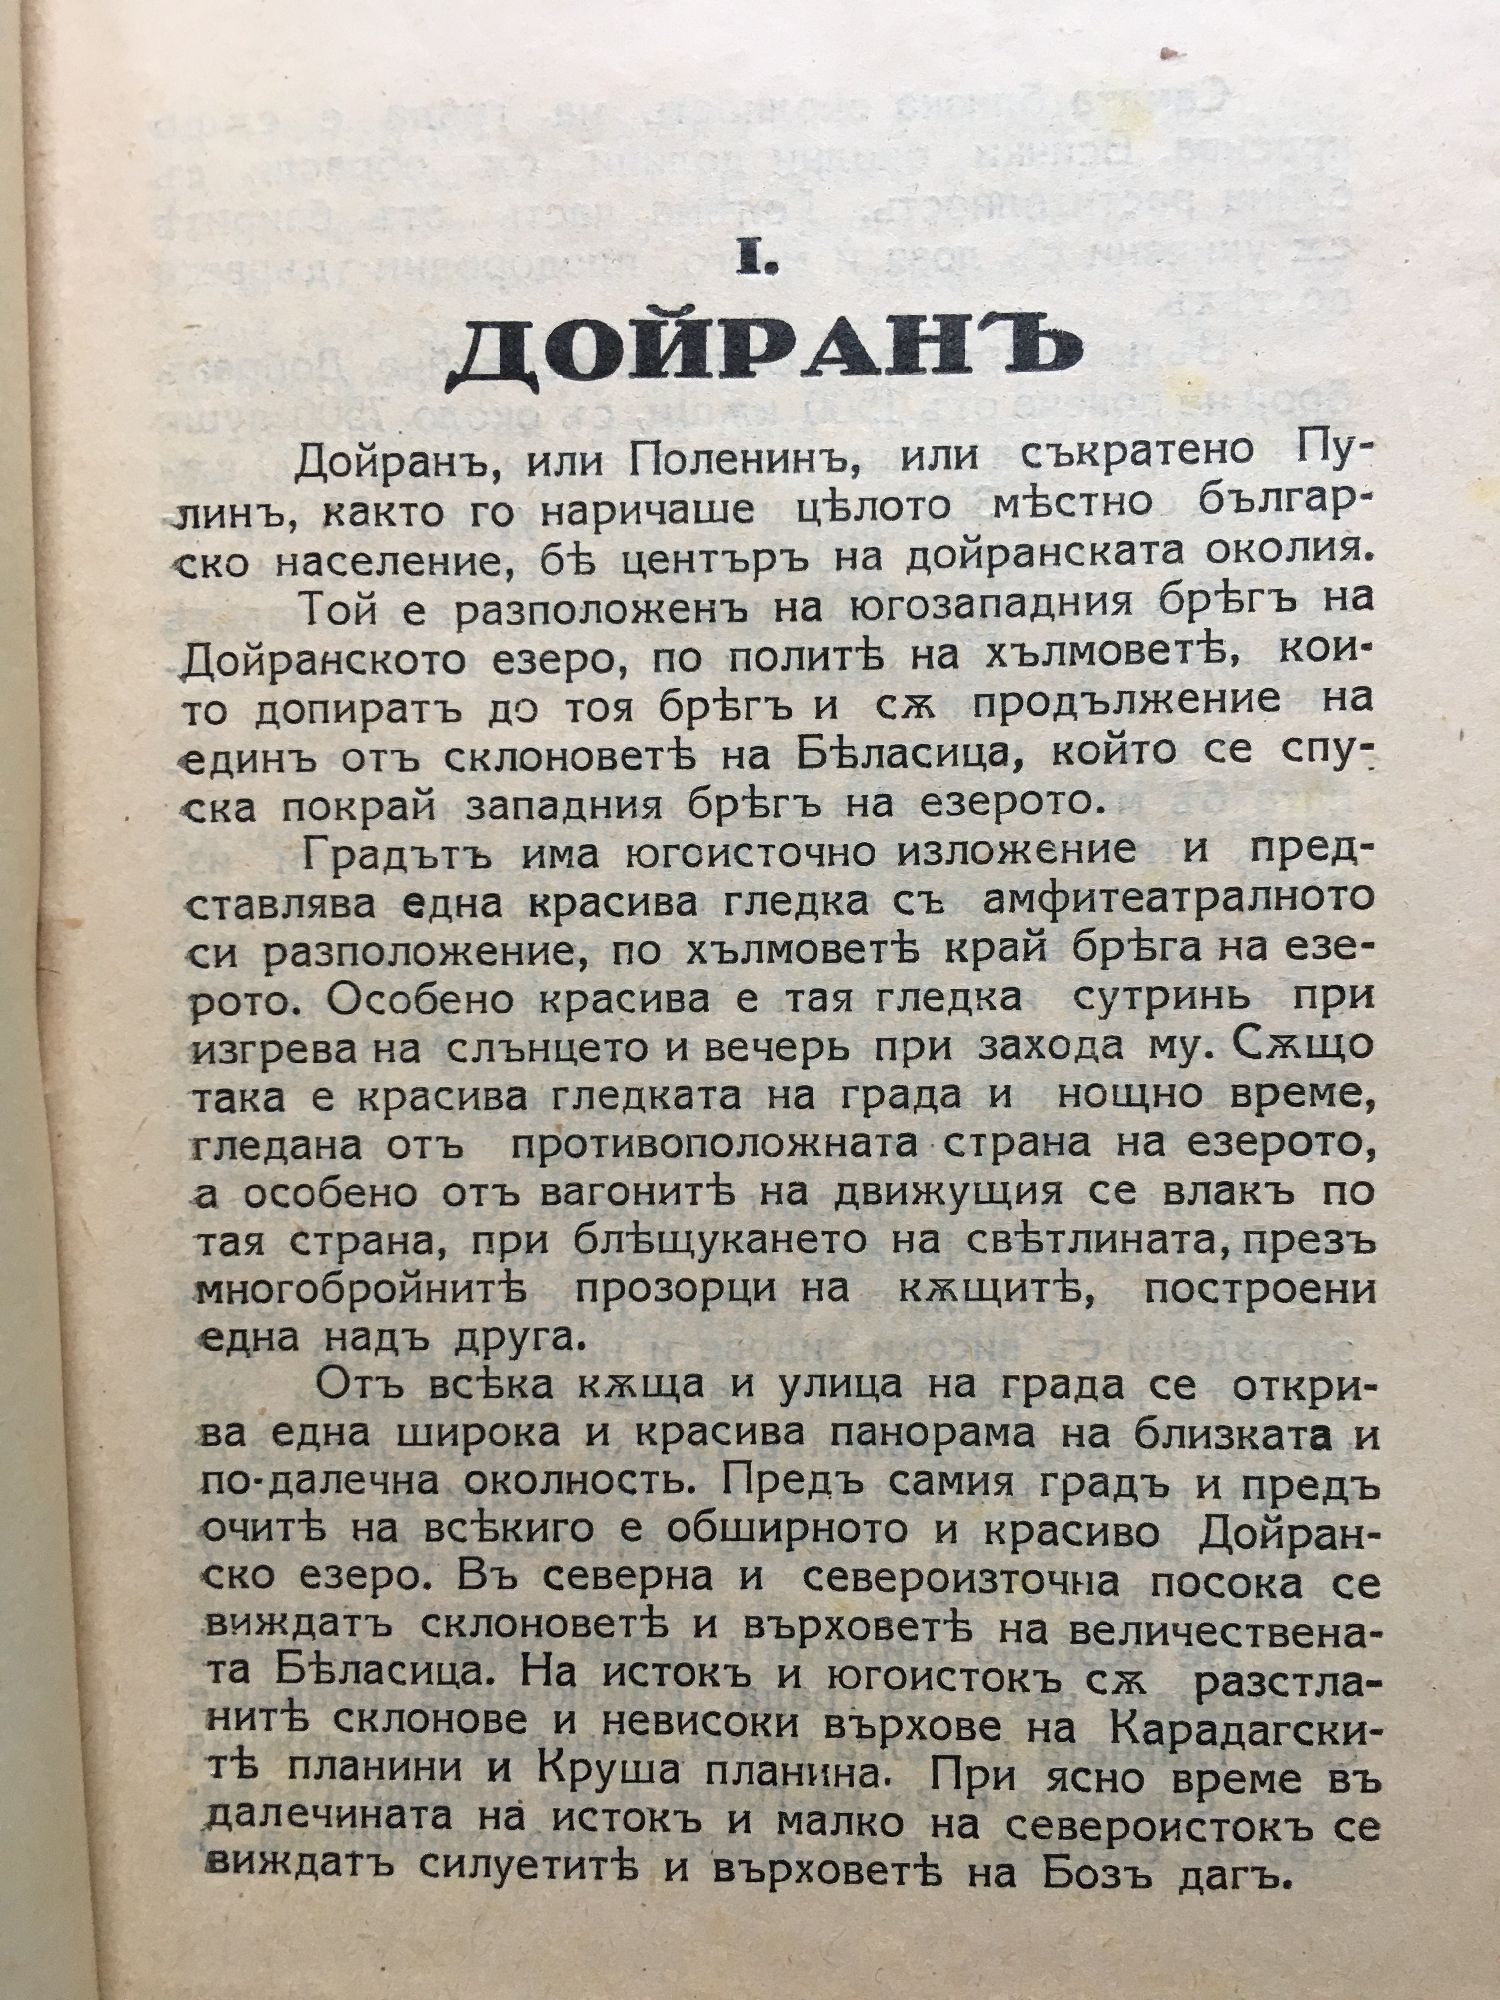 I.
ДОЙРАНЪ
Дойранъ, или Поленинъ, или съкратено Пу-
линъ, както го наричаше цѣлото мѣстно българ-
ско население, бѣ центъръ на дойранската околия.
Той е разположенъ на югозападния брѣгъ на
Дойранското езеро, по политѣ на хълмоветѣ, кои-
то допиратъ до тоя брѣгъ и сѫ продължение на
единъ отъ склоноветѣ на Бѣласица, който се спу-
ска покрай западния брѣгъ на езерото.
Градътъ има югоисточно изложение и пред-
ставлява една красива гледка съ амфитеатралното
си разположение, по хълмоветѣ край брѣга на езе-
рото. Особено красива е тая гледка сутринь при
изгрева на слънцето и вечерь при захода му. Сѫщо
така е красива гледката на града и нощно време,
гледана отъ противоположната страна на езерото,
а особено отъ вагонитѣ на движущия се влакъ по
тая страна, при блѣщукането на свѣтлината, презъ
многобройнитѣ прозорци на кѫщитѣ, построени
една надъ друга.
Отъ всѣка кѫща и улица на града се откри-
ва една широка и красива панорама на близката и
по-далечна околность. Предъ самия градъ и предъ
очитѣ на всѣкиго е обширното и красиво Дойран-
ско езеро. Въ северна и североизточна посока се
виждатъ склоноветѣ и върховетѣ на величествена-
та Бѣласица. На истокъ и югоистокъ сѫ разстла-
нитѣ склонове и невисоки върхове на Карадагски-
тѣ планини и Круша планина. При ясно време въ
далечината на истокъ и малко на североистокъ се
виждатъ силуетитѣ и върховетѣ на Бозъ дагъ.